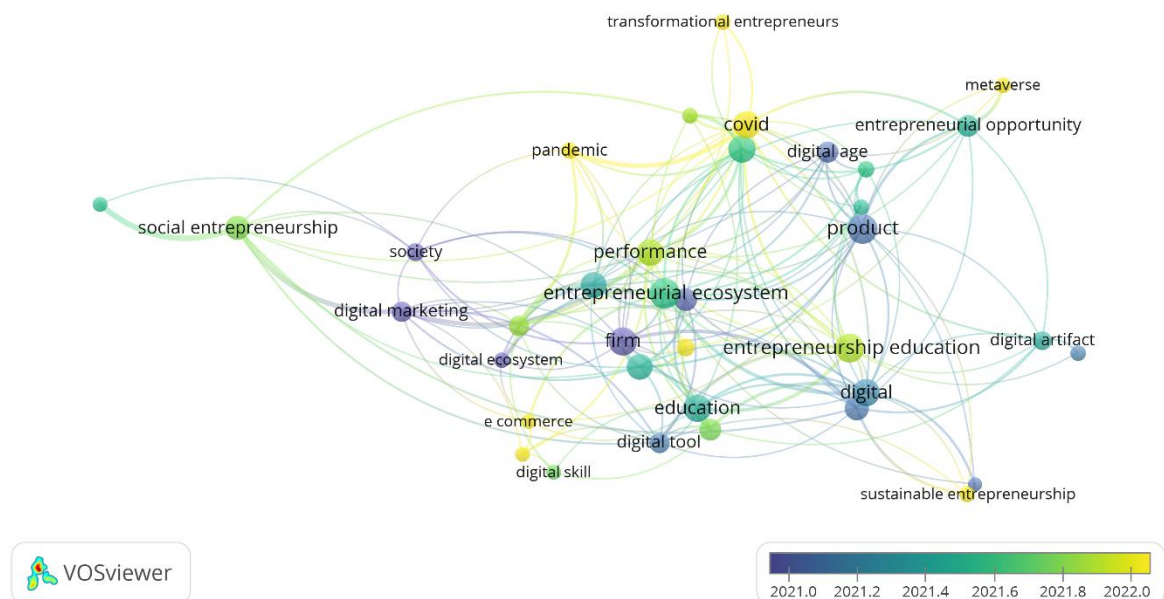 transformational entrepreneurs
metaverse
covid
entrepreneurial opportunity
pandemic
digital age
social entrepreneurship
product
society
performance
entrepreneurial ecosystem
digital marketing
firm
digital artifact
entrepreneurship education
digital ecosystem
digital
education
e commerce
digital tool
digital skill
sustainable entrepreneurship
VOSviewer
2021.0 2021.2 2021.4 2021.6 2021.8 2022.0